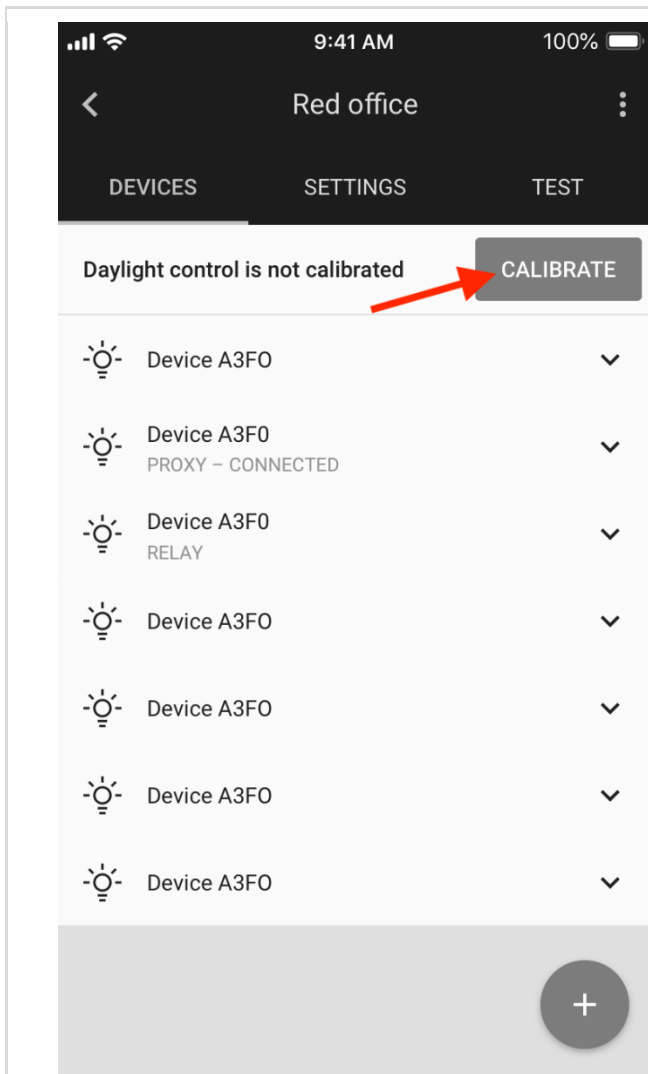 9:41 AM 100%
Red office
DEVICES SETTINGS TEST
Daylight control is not calibrated CALIBRATE
Device A3FO
Device A3F0
PROXY – CONNECTED
Device A3F0
RELAY
Device A3FO
Device A3FO
Device A3FO
Device A3FO